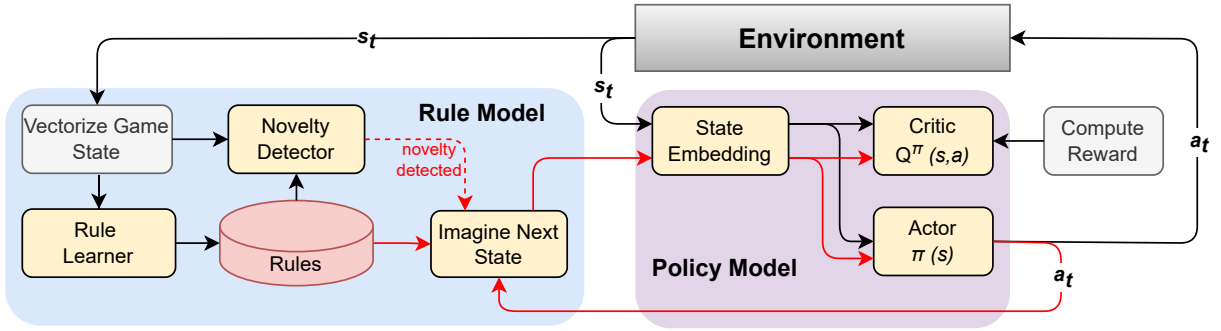 s_t
Environment
s_t
a_t
Rule Model
Vectorize Game
State
Novelty
Detector
novelty
detected
Rule
Learner
Rules
Imagine Next
State
Policy Model
State
Embedding
Critic
Q^π (s,a)
Actor
π (s)
Compute
Reward
a_t